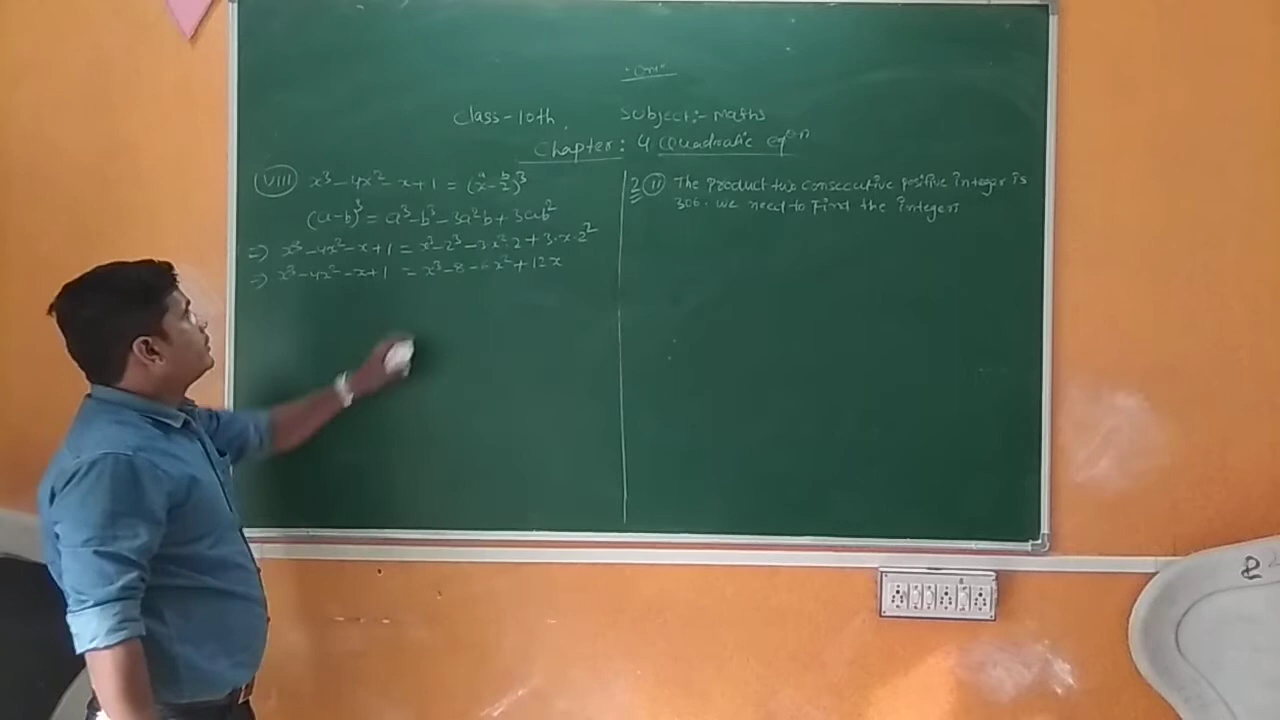 "Om"
Class-10th. Subject:- maths
Chapter: 4 Quadratic eqⁿ
(VIII) x³-4x²-x+1 = (x-2)³
a b
(a-b)³ = a³-b³-3a²b+3ab²
=> x³-4x²-x+1 = x³-2³-3x²·2+3·x·2²
=> x³-4x²-x+1 = x³-8-6x²+12x
2 (ii) The Product two consecutive positive integer is
306. we need to Find the integers